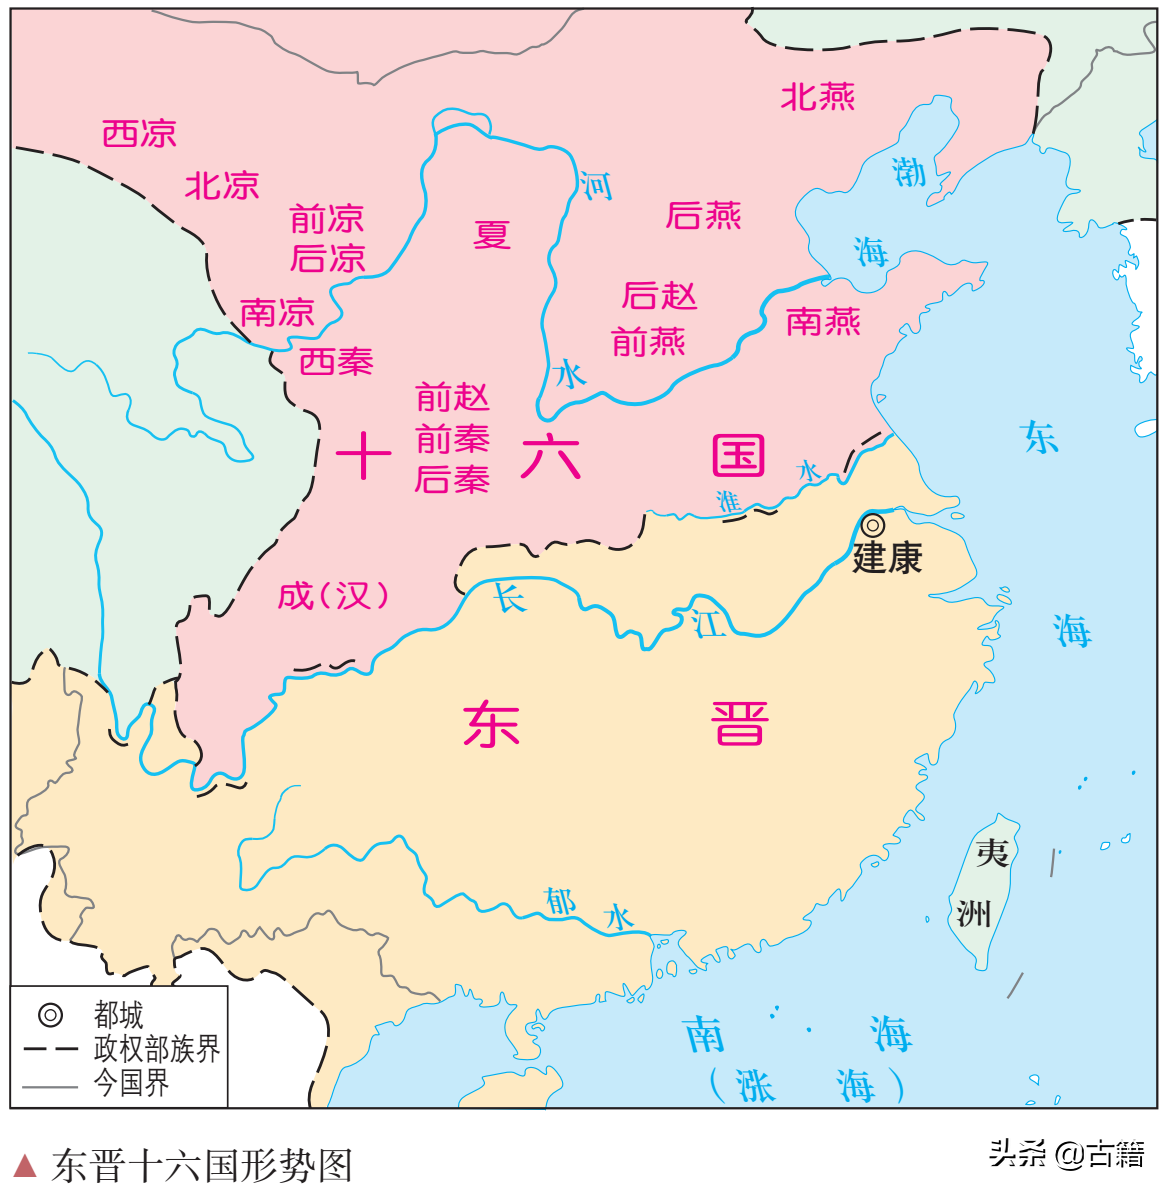 北燕
西凉
渤
北凉
河
前凉
后燕
夏
海
后凉
后赵
南凉
南燕
前燕
西秦
水
前赵
东
前秦
十六国
后秦
水
淮
建康
成(汉)
长
江
海
东晋
夷
郁
水
洲
都城
南海
政权部族界
今国界
(涨海)
东晋十六国形势图
头条 @古籍